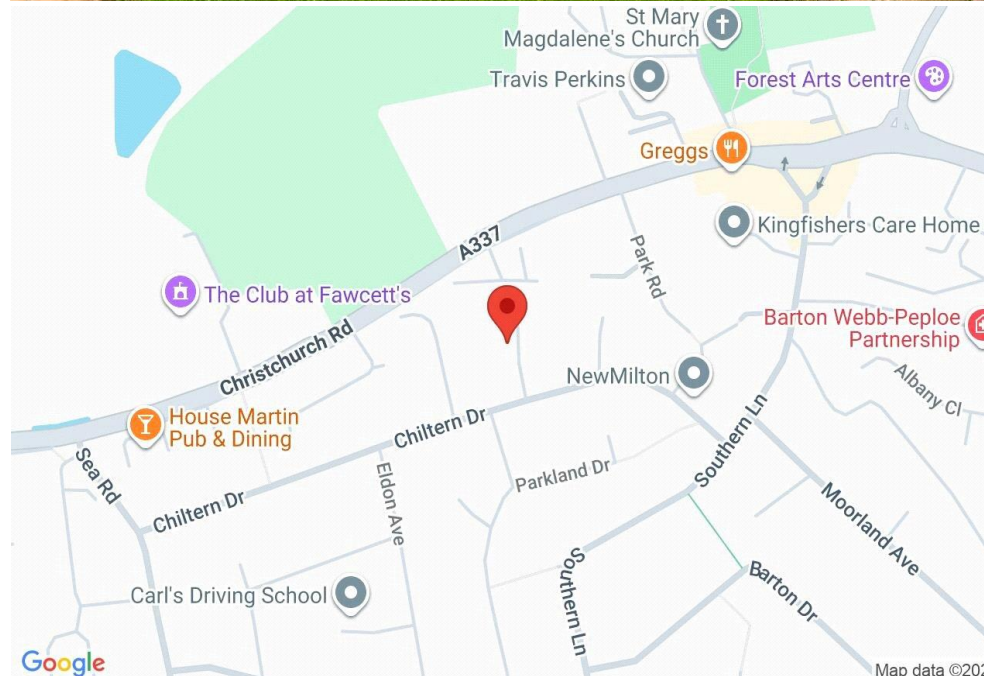 St Mary
Magdalene's Church
Travis Perkins
Forest Arts Centre
Greggs
Kingfishers Care Home
A337
Park Rd
The Club at Fawcett's
Barton Webb-Peploe
Partnership
Christchurch Rd
NewMilton
Albany Cl
House Martin
Pub & Dining
Chiltern Dr
Southern Ln
Sea Rd
Parkland Dr
Eldon Ave
Chiltern Dr
Moorland Ave
Southern Ln
Barton Dr
Carl's Driving School
Google
Map data ©202